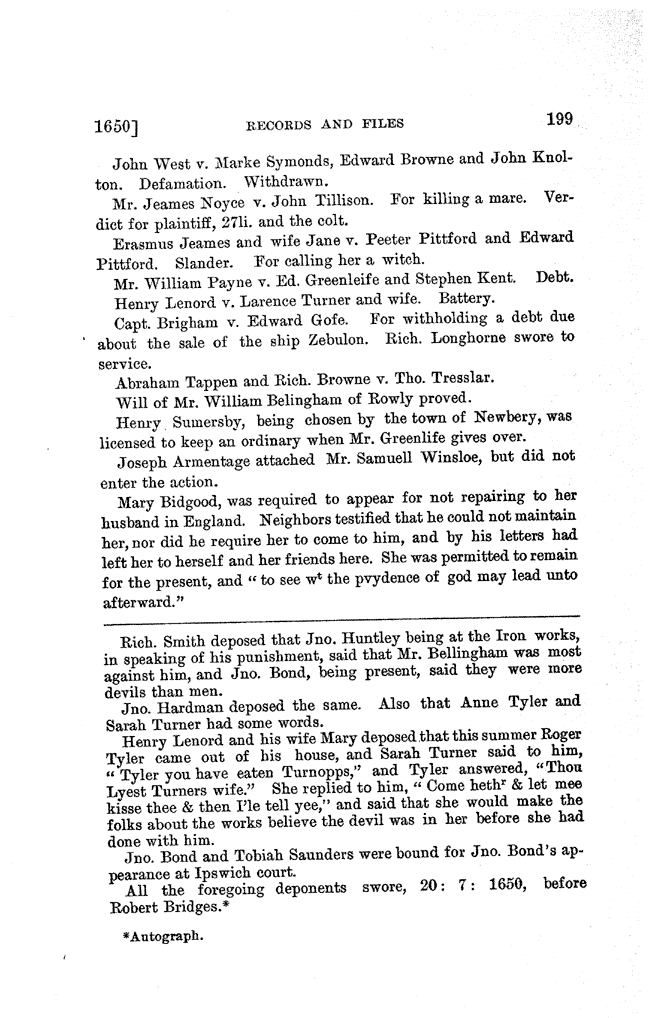 1650] RECORDS AND FILES 199
John West v. Marke Symonds, Edward Browne and John Knol-
ton. Defamation. Withdrawn.
Mr. Jeames Noyce v. John Tillison. For killing a mare. Ver-
dict for plaintiff, 27li. and the colt.
Erasmus Jeames and wife Jane v. Peeter Pittford and Edward
Pittford. Slander. For calling her a witch.
Mr. William Payne v. Ed. Greenleife and Stephen Kent. Debt.
Henry Lenord v. Larence Turner and wife. Battery.
Capt. Brigham v. Edward Gofe. For withholding a debt due
about the sale of the ship Zebulon. Rich. Longhorne swore to
service.
Abraham Tappen and Rich. Browne v. Tho. Tresslar.
Will of Mr. William Belingham of Rowly proved.
Henry Sumersby, being chosen by the town of Newbery, was
licensed to keep an ordinary when Mr. Greenlife gives over.
Joseph Armentage attached Mr. Samuell Winsloe, but did not
enter the action.
Mary Bidgood, was required to appear for not repairing to her
husband in England. Neighbors testified that he could not maintain
her, nor did he require her to come to him, and by his letters had
left her to herself and her friends here. She was permitted to remain
for the present, and "to see wᵗ the pvydence of god may lead unto
afterward."
Rich. Smith deposed that Jno. Huntley being at the Iron works,
in speaking of his punishment, said that Mr. Bellingham was most
against him, and Jno. Bond, being present, said they were more
devils than men.
Jno. Hardman deposed the same. Also that Anne Tyler and
Sarah Turner had some words.
Henry Lenord and his wife Mary deposed that this summer Roger
Tyler came out of his house, and Sarah Turner said to him,
"Tyler you have eaten Turnopps," and Tyler answered, "Thou
Lyest Turners wife." She replied to him, "Come hethʳ & let mee
kisse thee & then I'le tell yee," and said that she would make the
folks about the works believe the devil was in her before she had
done with him.
Jno. Bond and Tobiah Saunders were bound for Jno. Bond's ap-
pearance at Ipswich court.
All the foregoing deponents swore, 20: 7: 1650, before
Robert Bridges.*
*Autograph.